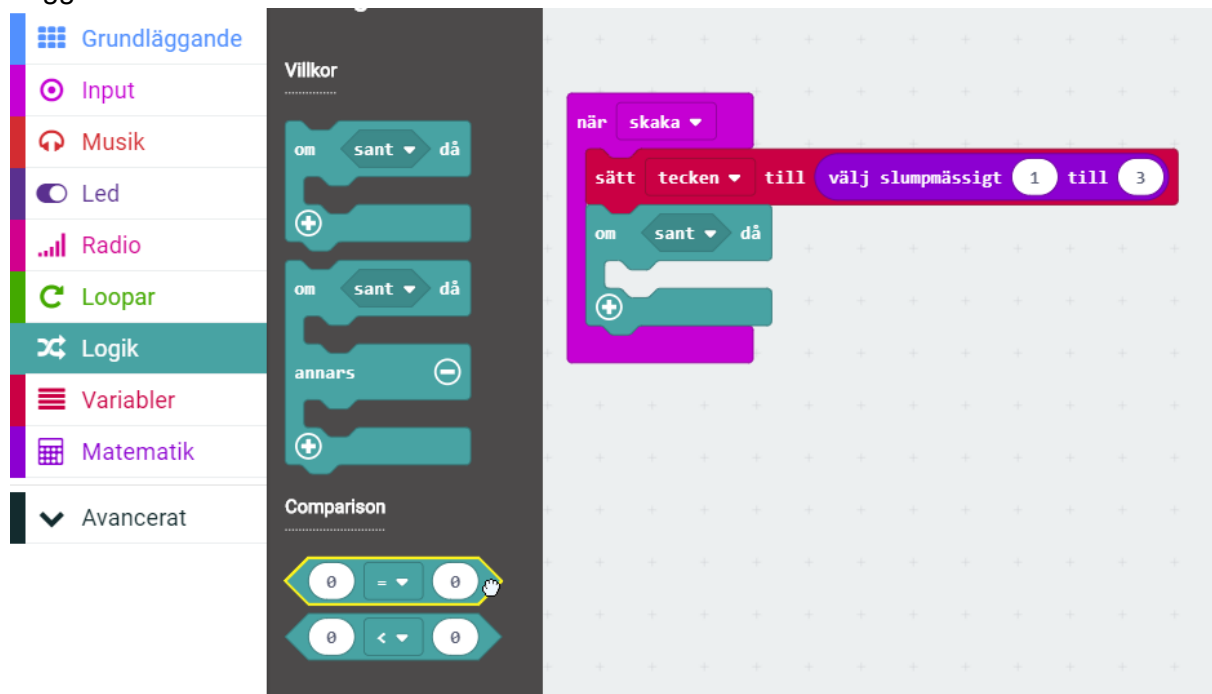 Grundläggande
Input
Musik
Led
Radio
Loopar
Logik
Variabler
Matematik
Avancerat
Villkor
om sant då
om sant då
annars
Comparison
0 = 0
0 < 0
när skaka
sätt tecken till välj slumpmässigt 1 till 3
om sant då